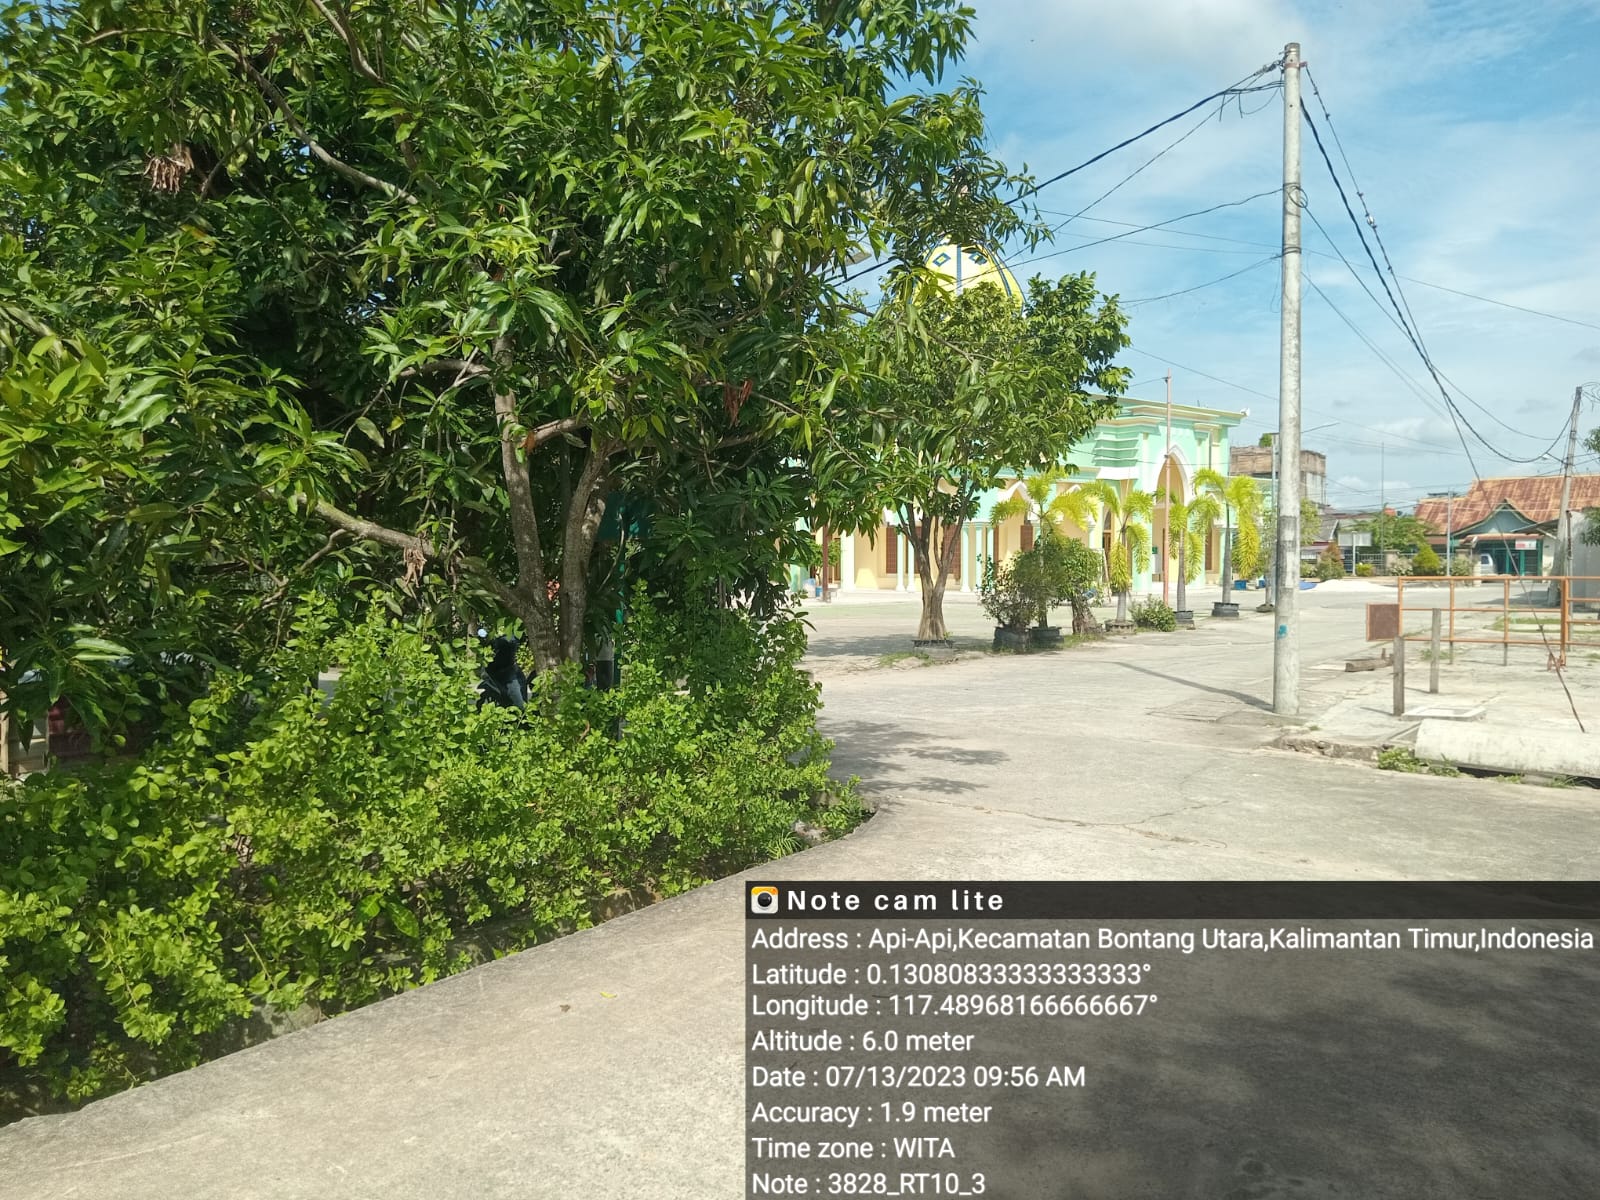 Note cam lite
Address : Api-Api,Kecamatan Bontang Utara,Kalimantan Timur,Indonesia
Latitude : 0.13080833333333333°
Longitude : 117.48968166666667°
Altitude : 6.0 meter
Date : 07/13/2023 09:56 AM
Accuracy : 1.9 meter
Time zone : WITA
Note : 3828_RT10_3